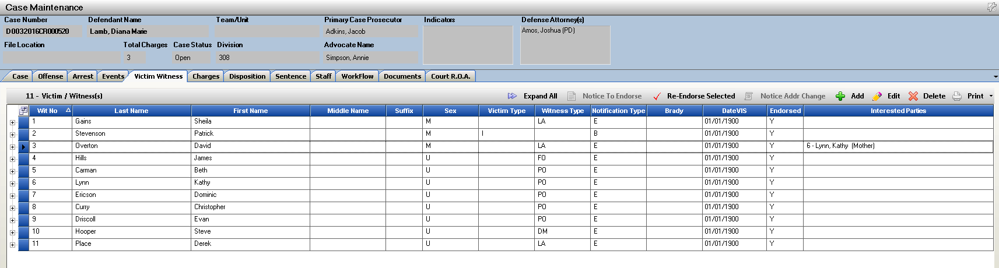 Case Maintenance
Case Number Defendant Name Team/Unit Primary Case Prosecutor Indicators Defense Attorney(s)
D0032016CR000520 Lamb, Diana Marie Adkins, Jacob Amos, Joshua (PD)
File Location Total Charges Case Status Division Advocate Name
3 Open 308 Simpson, Annie
Case Offense Arrest Events Victim Witness Charges Disposition Sentence Staff WorkFlow Documents Court R.O.A.
11 - Victim / Witness(s) Expand All Notice To Endorse Re-Endorse Selected Notice Addr Change Add Edit Delete Print
Wit No Last Name First Name Middle Name Suffix Sex Victim Type Witness Type Notification Type Brady DateVIS Endorsed Interested Parties
1 Gains Sheila M LA E 01/01/1900 Y
2 Stevenson Patrick M I B 01/01/1900 Y
3 Overton David M LA E 01/01/1900 Y 6 - Lynn, Kathy (Mother)
4 Hills James U FO E 01/01/1900 Y
5 Carman Beth U PO E 01/01/1900 Y
6 Lynn Kathy U PO E 01/01/1900 Y
7 Ericson Dominic U PO E 01/01/1900 Y
8 Curry Christopher U PO E 01/01/1900 Y
9 Driscoll Evan U PO E 01/01/1900 Y
10 Hooper Steve U DM E 01/01/1900 Y
11 Place Derek U LA E 01/01/1900 Y